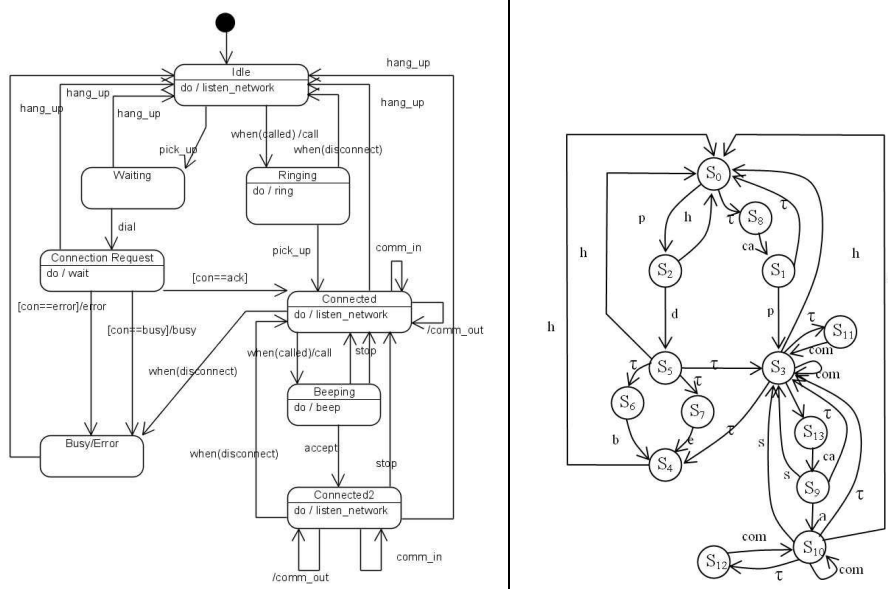 Idle
do / listen_network
hang_up
hang_up
hang_up
hang_up
hang_up
pick_up
when(called) /call
when(disconnect)
Waiting
Ringing
do / ring
dial
pick_up
comm_in
Connection Request
do / wait
[con==ack]
[con==error]/error
[con==busy]/busy
Connected
do / listen_network
/comm_out
when(called)/call
stop
when(disconnect)
Beeping
do / beep
Busy/Error
accept
when(disconnect)
stop
Connected2
do / listen_network
/comm_out
comm_in
S0
p
h
τ
S8
τ
ca
S2
S1
h
h
d
p
τ
S11
h
com
S5
τ
S3
com
τ
τ
S6
S7
τ
τ
S13
b
e
s
ca
S4
s
S9
τ
a
com
S10
S12
τ
com